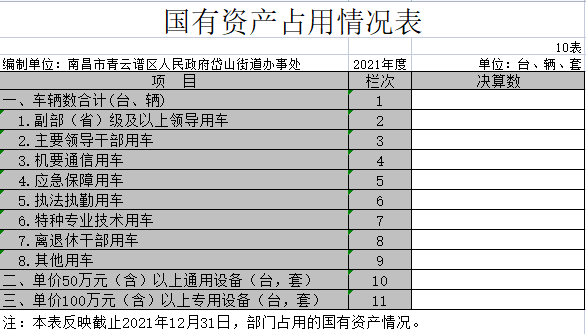 国有资产占用情况表
10表
编制单位：南昌市青云谱区人民政府岱山街道办事处 2021年度 单位：台、辆、套
项 目 栏次 决算数
一、车辆数合计(台、辆) 1
1.副部（省）级及以上领导用车 2
2.主要领导干部用车 3
3.机要通信用车 4
4.应急保障用车 5
5.执法执勤用车 6
6.特种专业技术用车 7
7.离退休干部用车 8
8.其他用车 9
二、单价50万元（含）以上通用设备（台，套） 10
三、单价100万元（含）以上专用设备（台，套） 11
注：本表反映截止2021年12月31日，部门占用的国有资产情况。